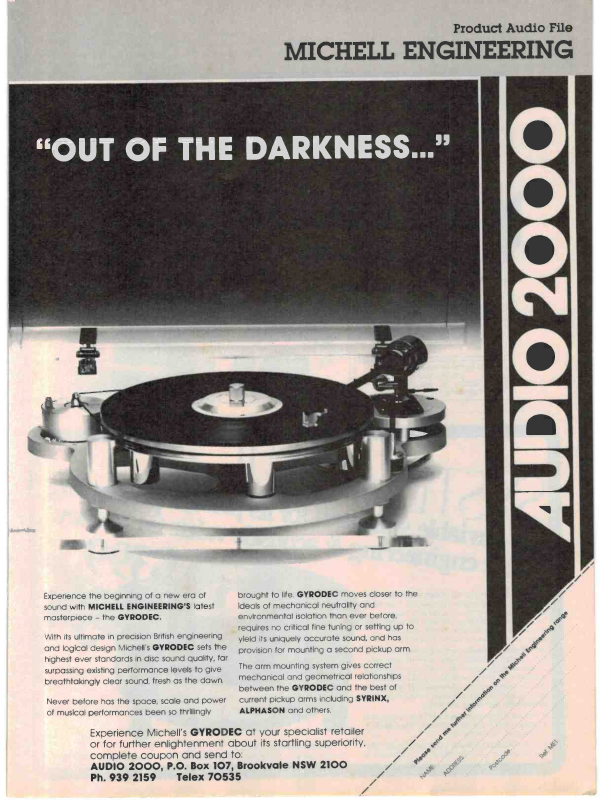 Product Audio File
MICHELL ENGINEERING
“OUT OF THE DARKNESS...”
AUDIO 2000
Experience the beginning of a new era of
sound with MICHELL ENGINEERING'S latest
masterpiece – the GYRODEC.
With its ultimate in precision British engineering
and logical design Michell's GYRODEC sets the
highest ever standards in disc sound quality, far
surpassing existing performance levels to give
breathtakingly clear sound, fresh as the dawn.
Never before has the space, scale and power
of musical performances been so thrillingly
brought to life. GYRODEC moves closer to the
ideals of mechanical neutrality and
environmental isolation than ever before,
requires no critical fine tuning or setting up to
yield its uniquely accurate sound, and has
provision for mounting a second pickup arm.
The arm mounting system gives correct
mechanical and geometrical relationships
between the GYRODEC and the best of
current pickup arms including SYRINX,
ALPHASON and others.
Experience Michell's GYRODEC at your specialist retailer
or for further enlightenment about its startling superiority,
complete coupon and send to:
AUDIO 2000, P.O. Box 107, Brookvale NSW 2100
Ph. 939 2159 Telex 70535
Please send me further information on the Michell Engineering range
NAME
ADDRESS
Postcode
Ref. ME1